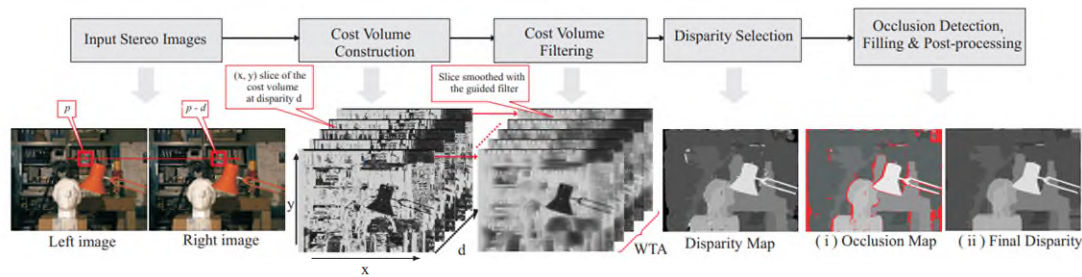 Input Stereo Images
Cost Volume
Construction
Cost Volume
Filtering
Disparity Selection
Occlusion Detection,
Filling & Post-processing
(x, y) slice of the
cost volume
at disparity d
Slice smoothed with
the guided filter
p
p - d
y
x
d
WTA
Left image
Right image
Disparity Map
( i ) Occlusion Map
( ii ) Final Disparity